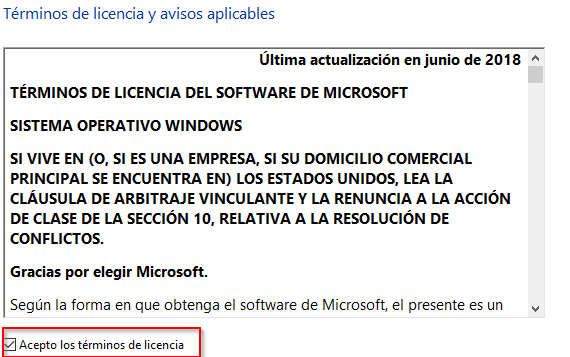 Términos de licencia y avisos aplicables
Última actualización en junio de 2018
TÉRMINOS DE LICENCIA DEL SOFTWARE DE MICROSOFT
SISTEMA OPERATIVO WINDOWS
SI VIVE EN (O, SI ES UNA EMPRESA, SI SU DOMICILIO COMERCIAL
PRINCIPAL SE ENCUENTRA EN) LOS ESTADOS UNIDOS, LEA LA
CLÁUSULA DE ARBITRAJE VINCULANTE Y LA RENUNCIA A LA ACCIÓN
DE CLASE DE LA SECCIÓN 10, RELATIVA A LA RESOLUCIÓN DE
CONFLICTOS.
Gracias por elegir Microsoft.
Según la forma en que obtenga el software de Microsoft, el presente es un
Acepto los términos de licencia